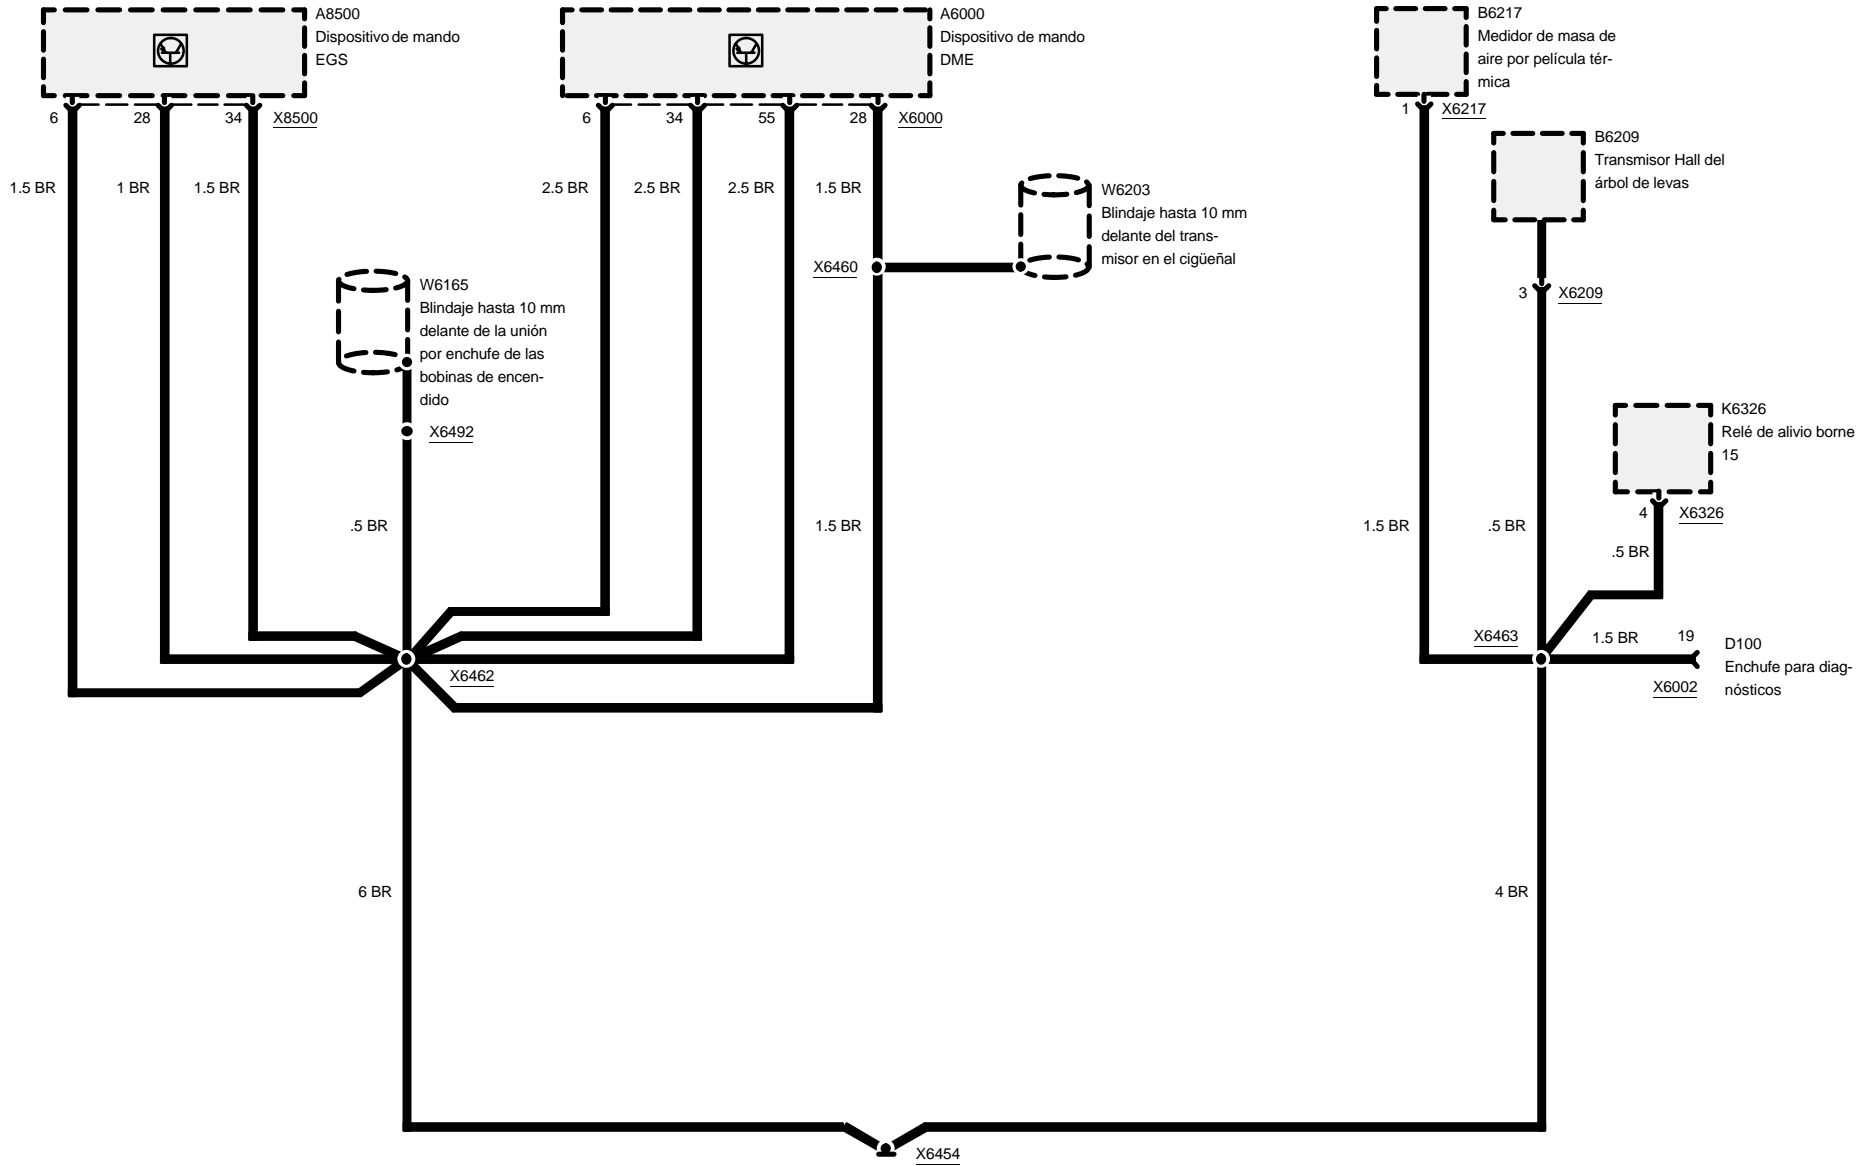 A8500
Dispositivo de mando
EGS
A6000
Dispositivo de mando
DME
B6217
Medidor de masa de
aire por película tér-
mica
6
28
34
X8500
6
34
55
28
X6000
1
X6217
B6209
Transmisor Hall del
árbol de levas
1.5 BR
1 BR
1.5 BR
2.5 BR
2.5 BR
2.5 BR
1.5 BR
W6203
Blindaje hasta 10 mm
delante del trans-
misor en el cigüeñal
X6460
W6165
Blindaje hasta 10 mm
delante de la unión
por enchufe de las
bobinas de encen-
dido
3
X6209
X6492
K6326
Relé de alivio borne
15
4
X6326
.5 BR
1.5 BR
1.5 BR
.5 BR
.5 BR
X6462
X6463
1.5 BR
19
D100
Enchufe para diag-
nósticos
X6002
6 BR
4 BR
X6454